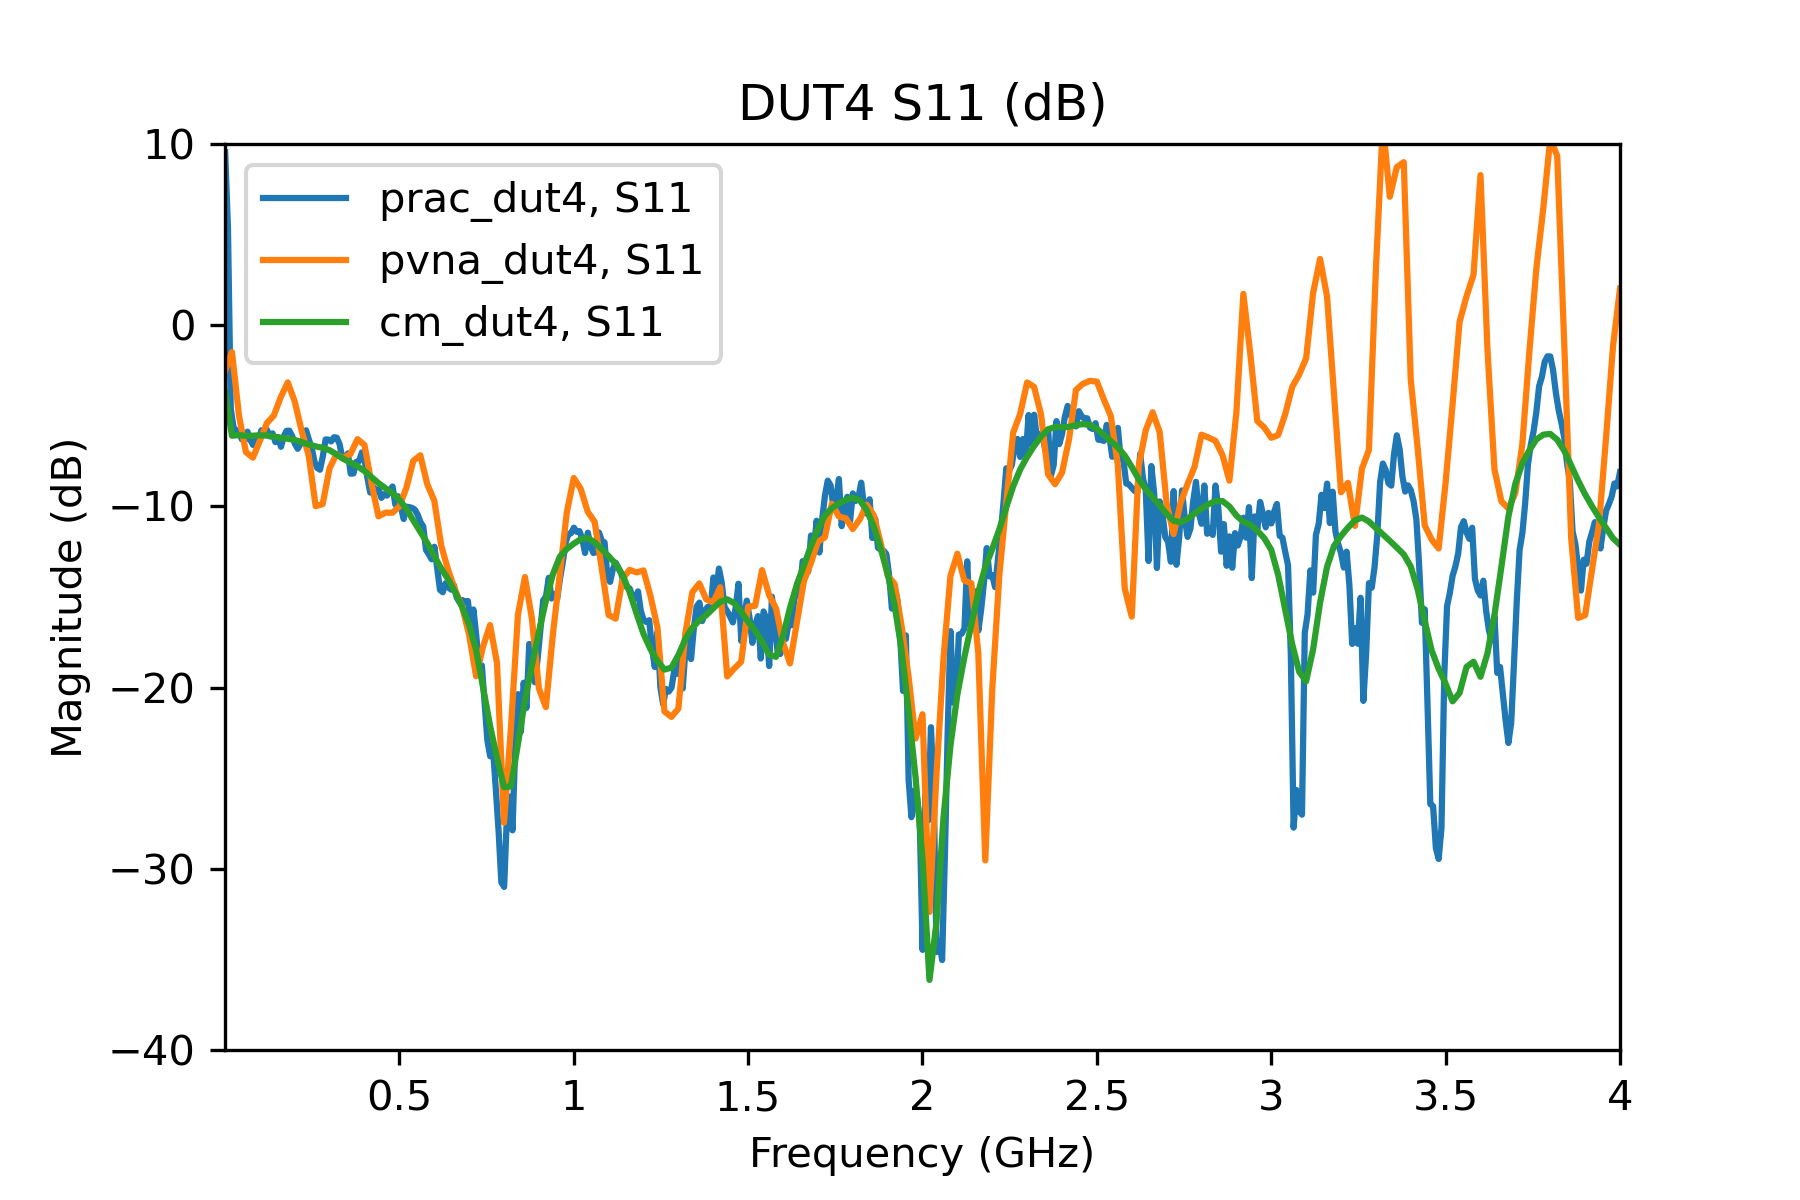 DUT4 S11 (dB)
prac_dut4, S11
pvna_dut4, S11
cm_dut4, S11
Magnitude (dB)
10
0
−10
−20
−30
−40
0.5 1 1.5 2 2.5 3 3.5 4
Frequency (GHz)